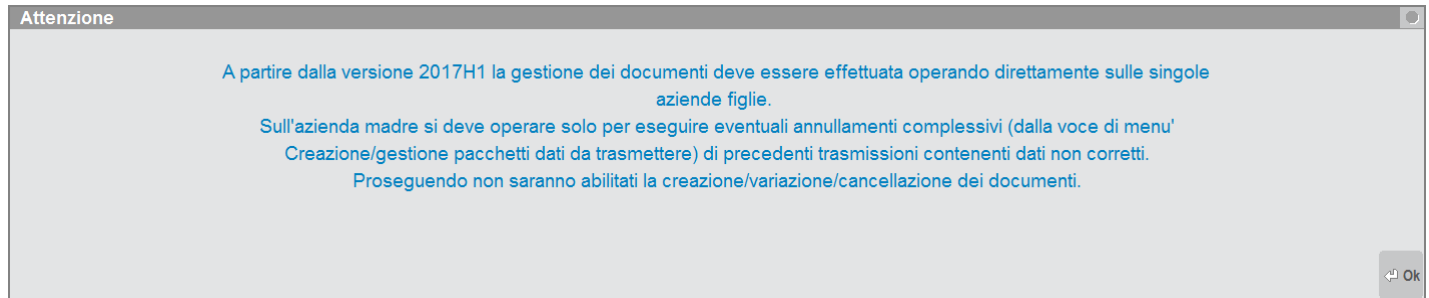 Attenzione
A partire dalla versione 2017H1 la gestione dei documenti deve essere effettuata operando direttamente sulle singole
aziende figlie.
Sull'azienda madre si deve operare solo per eseguire eventuali annullamenti complessivi (dalla voce di menu'
Creazione/gestione pacchetti dati da trasmettere) di precedenti trasmissioni contenenti dati non corretti.
Proseguendo non saranno abilitati la creazione/variazione/cancellazione dei documenti.
Ok